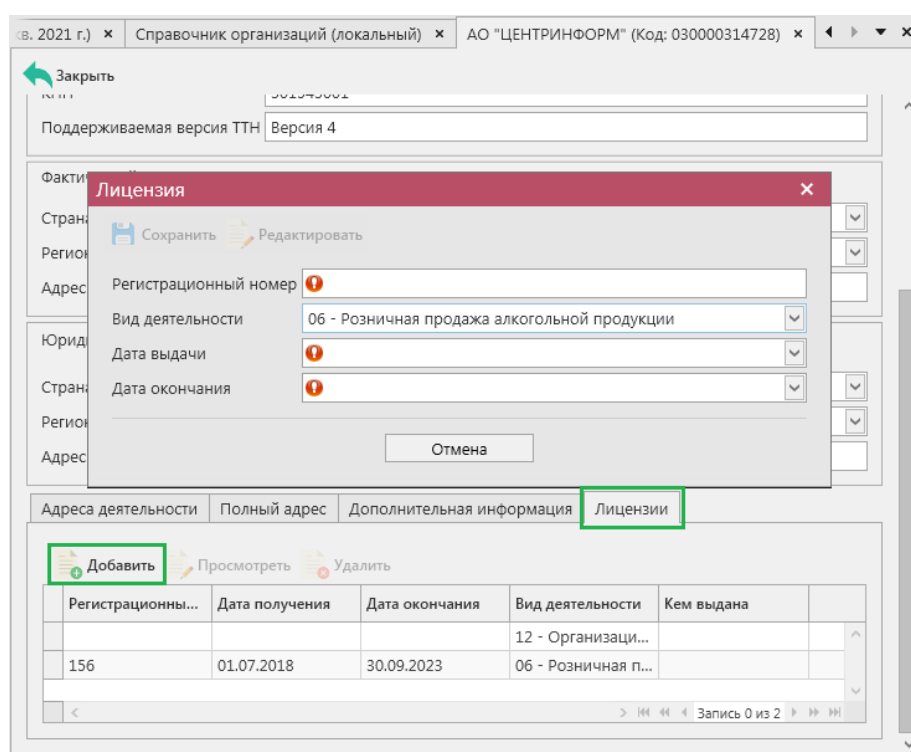 кв. 2021 г.) × Справочник организаций (локальный) × АО "ЦЕНТРИНФОРМ" (Код: 030000314728) ×
Закрыть
Поддерживаемая версия ТТН Версия 4
Лицензия
Сохранить Редактировать
Регистрационный номер
Вид деятельности 06 - Розничная продажа алкогольной продукции
Дата выдачи
Дата окончания
Отмена
Адреса деятельности Полный адрес Дополнительная информация Лицензии
Добавить Просмотреть Удалить
Регистрационны... Дата получения Дата окончания Вид деятельности Кем выдана
12 - Организаци...
156 01.07.2018 30.09.2023 06 - Розничная п...
Запись 0 из 2